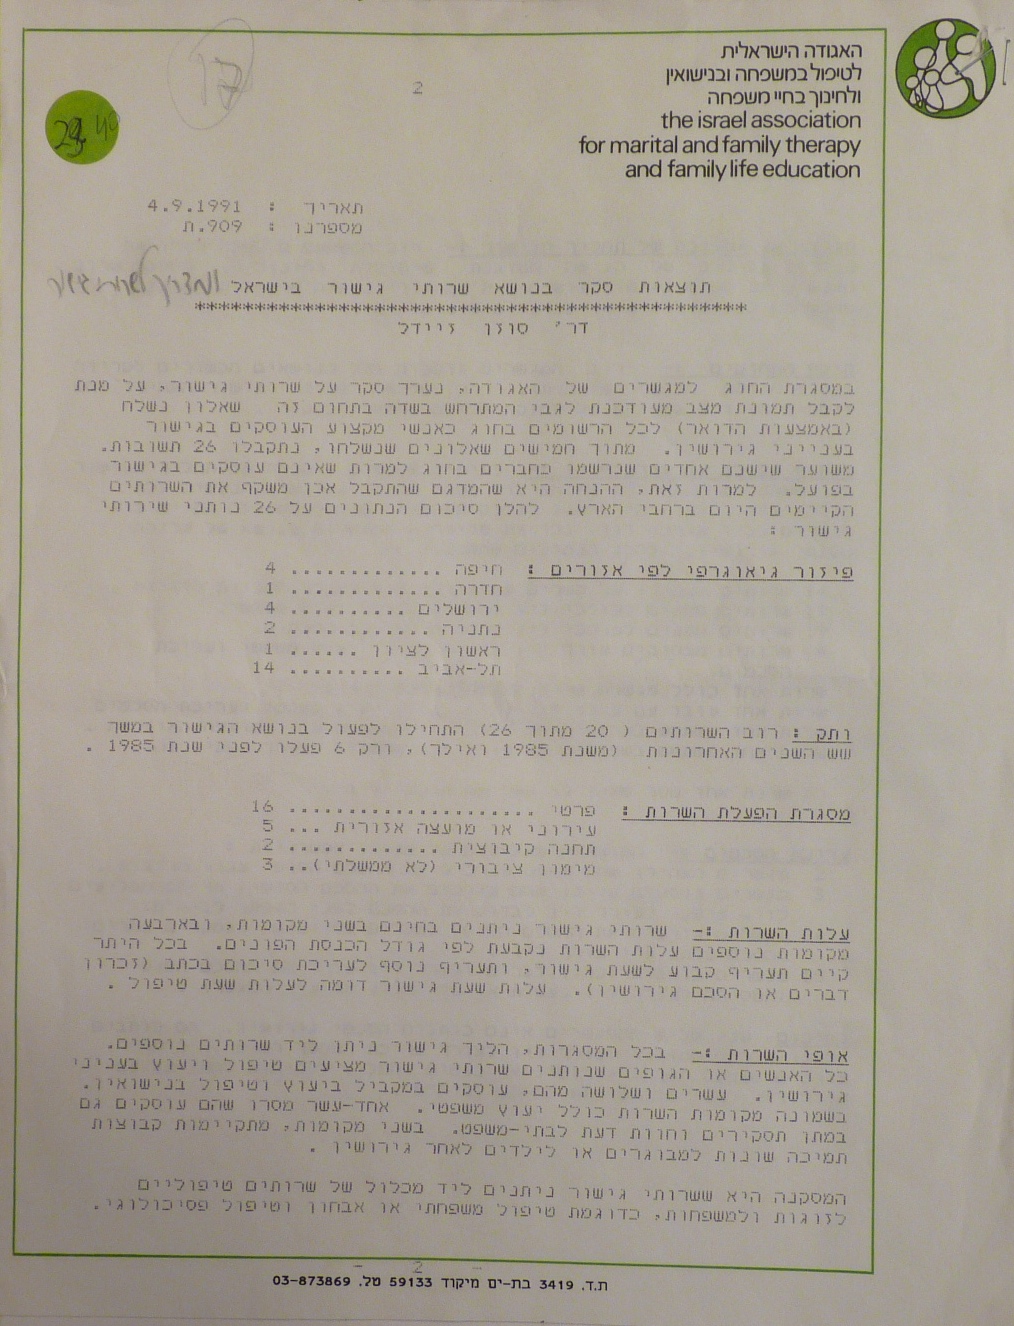 האגודה הישראלית
לטיפול במשפחה ובנישואין
ולחינוך בחיי משפחה
the israel association
for marital and family therapy
and family life education
2
17
תאריך : 4.9.1991
מספרנו : 909.ת
תוצאות סקר בנושא שרותי גישור בישראל
************************************************
דר' סוזן זיידל
במסגרת החוג למגשרים של האגודה, נערך סקר על שרותי גישור, על מנת
לקבל תמונת מצב מעודכנת לגבי המתרחש בשדה בתחום זה שאלון נשלח
(באמצעות הדואר) לכל הרשומים בחוג כאנשי מקצוע העוסקים בגישור
בענייני גירושין. מתוך חמישים שאלונים שנשלחו, נתקבלו 26 תשובות.
משוער שישנם אחדים שנרשמו כחברים בחוג למרות שאינם עוסקים בגישור
בפועל. למרות זאת, ההנחה היא שהמדגם שהתקבל אכן משקף את השרותים
הקיימים היום ברחבי הארץ. להלן סיכום הנתונים על 26 נותני שירותי
גישור :
פיזור גיאוגרפי לפי אזורים : חיפה ............. 4
חדרה ............. 1
ירושלים .......... 4
נתניה ............ 2
ראשון לציון ...... 1
תל-אביב .......... 14
ותק : רוב השרותים ( 20 מתוך 26) התחילו לפעול בנושא הגישור במשך
שש השנים האחרונות (משנת 1985 ואילך), ורק 6 פעלו לפני שנת 1985 .
מסגרת הפעלת השרות : פרטי ..................... 16
עירוני או מועצה אזורית ... 5
תחנה קיבוצית ............. 2
מימון ציבורי (לא ממשלתי).. 3
עלות השרות :- שרותי גישור ניתנים בחינם בשני מקומות, ובארבעה
מקומות נוספים עלות השרות נקבעת לפי גודל הכנסת הפונים. בכל היתר
קיים תעריף קבוע לשעת גישור, ותעריף נוסף לעריכת סיכום בכתב (זכרון
דברים או הסכם גירושין). עלות שעת גישור דומה לעלות שעת טיפול .
אופי השרות :- בכל המסגרות, הליך גישור ניתן ליד שרותים נוספים.
כל האנשים או הגופים שנותנים שרותי גישור מציעים טיפול ויעוץ בעניני
גירושין. עשרים ושלושה מהם, עוסקים במקביל ביעוץ וטיפול בנישואין.
בשמונה מקומות השרות כולל יעוץ משפטי. אחד-עשר מסרו שהם עוסקים גם
במתן תסקירים וחוות דעת לבתי-משפט. בשני מקומות, מתקיימות קבוצות
תמיכה שונות למבוגרים או לילדים לאחר גירושין .
המסקנה היא ששרותי גישור ניתנים ליד מכלול של שרותים טיפוליים
לזוגות ולמשפחות, כדוגמת טיפול משפחתי או אבחון וטיפול פסיכולוגי.
- 2 -
ת.ד. 3419 בת-ים מיקוד 59133 טל. 03-873869